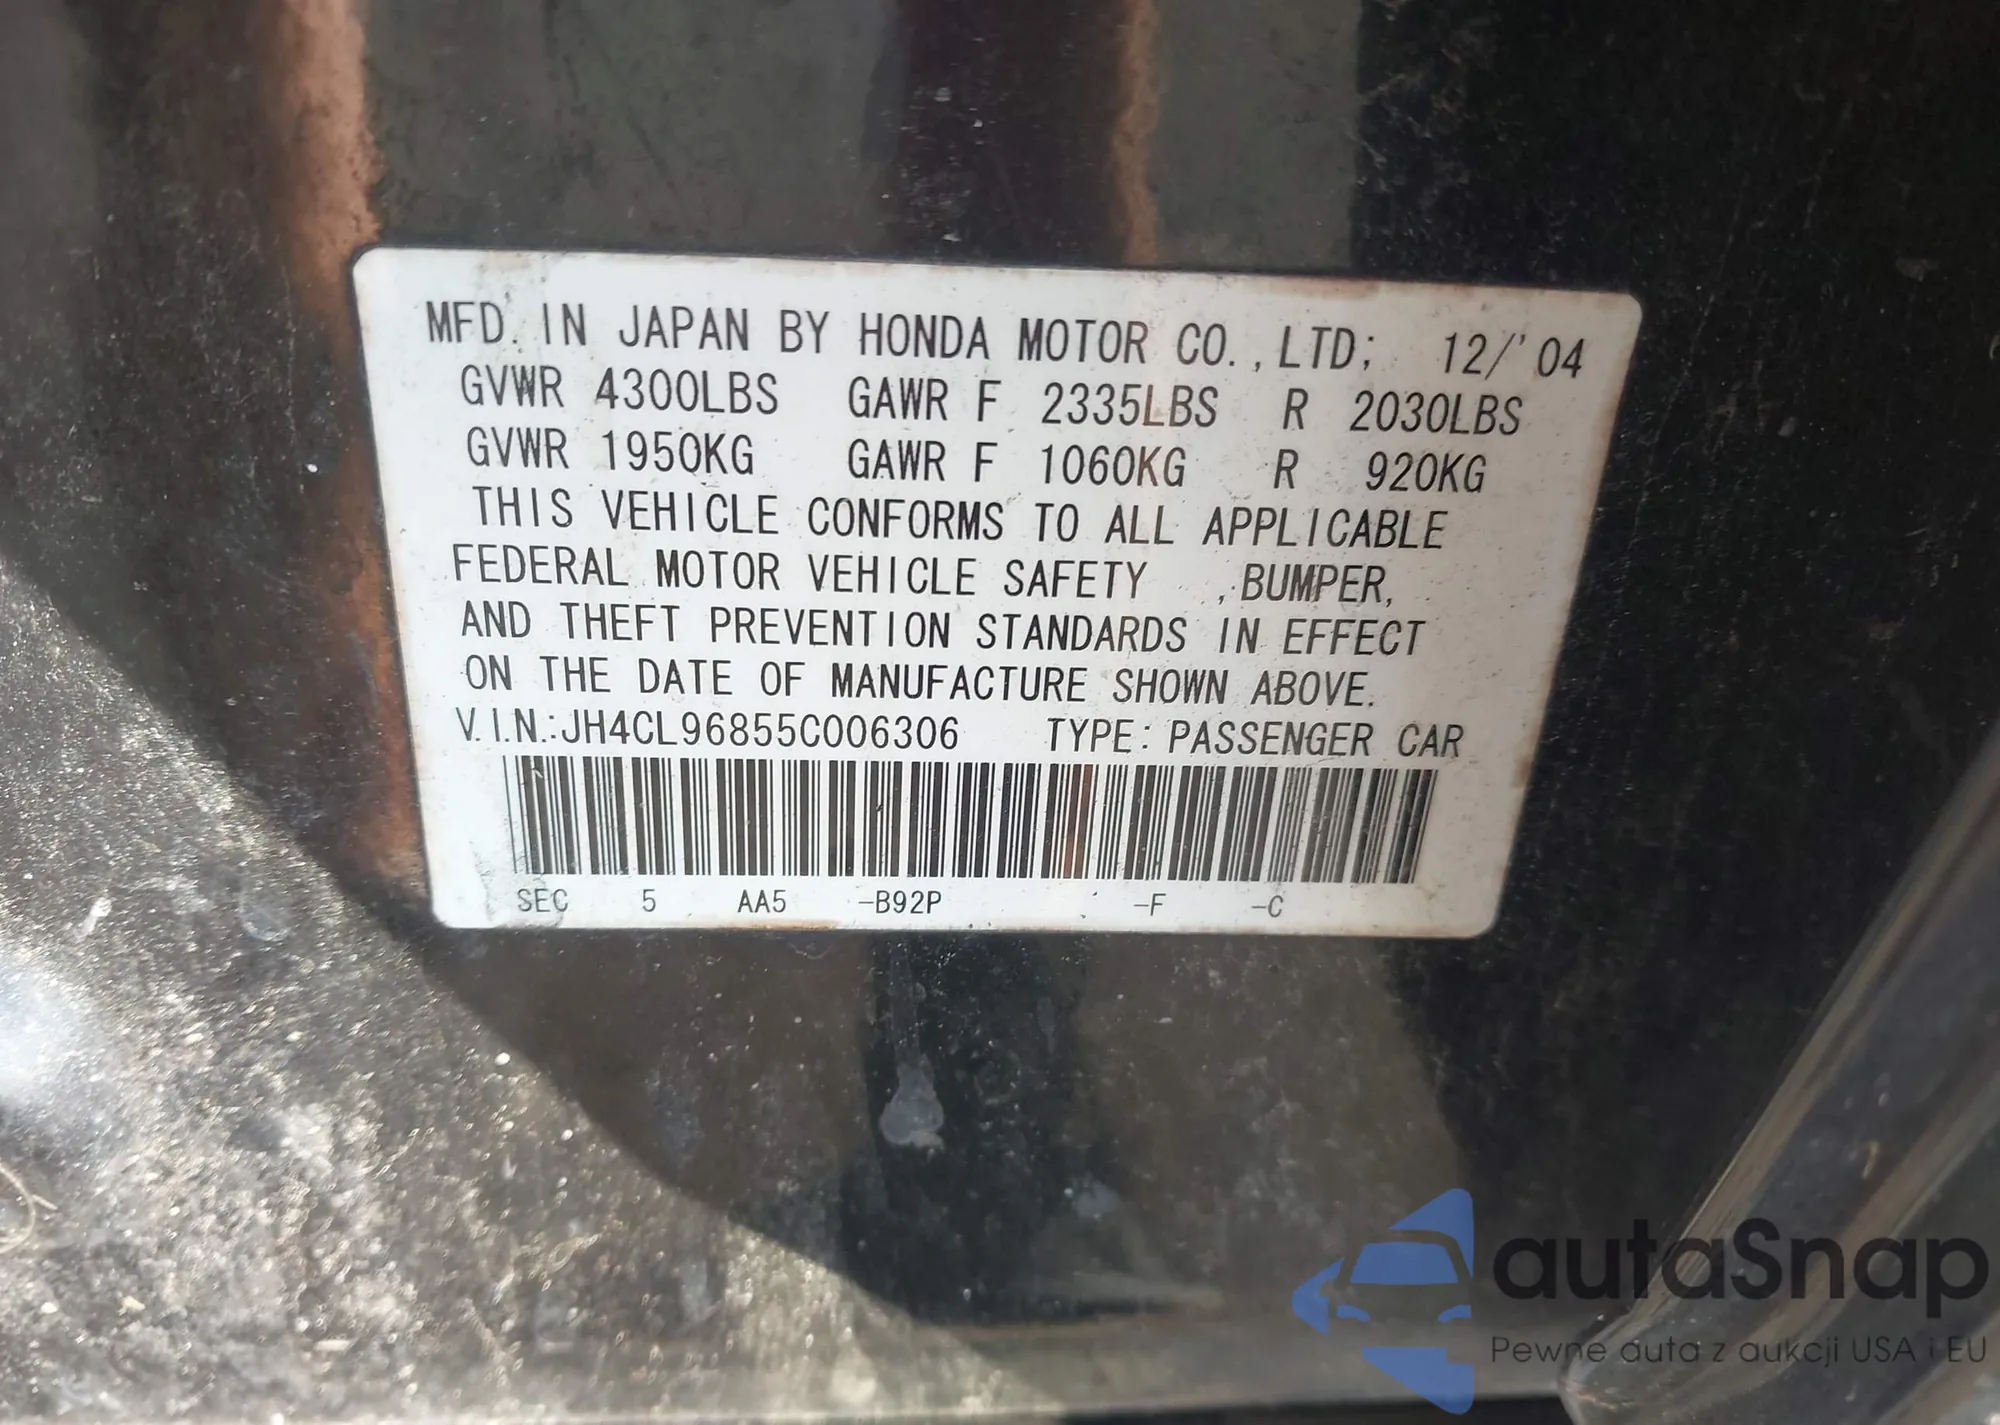 MFD. IN JAPAN BY HONDA MOTOR CO.,LTD; 12/'04
GVWR 4300LBS GAWR F 2335LBS R 2030LBS
GVWR 1950KG GAWR F 1060KG R 920KG
THIS VEHICLE CONFORMS TO ALL APPLICABLE
FEDERAL MOTOR VEHICLE SAFETY , BUMPER,
AND THEFT PREVENTION STANDARDS IN EFFECT
ON THE DATE OF MANUFACTURE SHOWN ABOVE.
V.I.N.:JH4CL96855C006306 TYPE: PASSENGER CAR
SEC 5 AA5 -B92P -F -C
autaSnap
Pewne auta z aukcji USA i EU